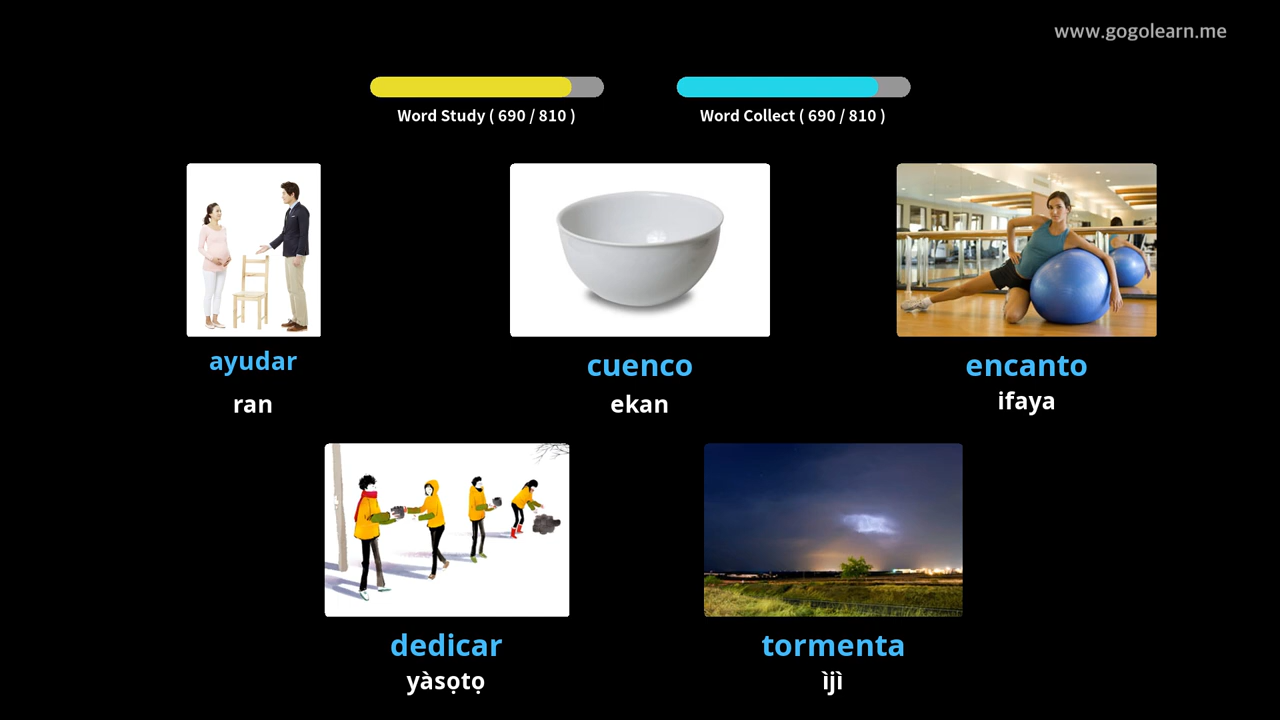 www.gogolearn.me
Word Study ( 690 / 810 )
Word Collect ( 690 / 810 )
ayudar
ran
cuenco
ekan
encanto
ifaya
dedicar
yàsọtọ
tormenta
ìjì